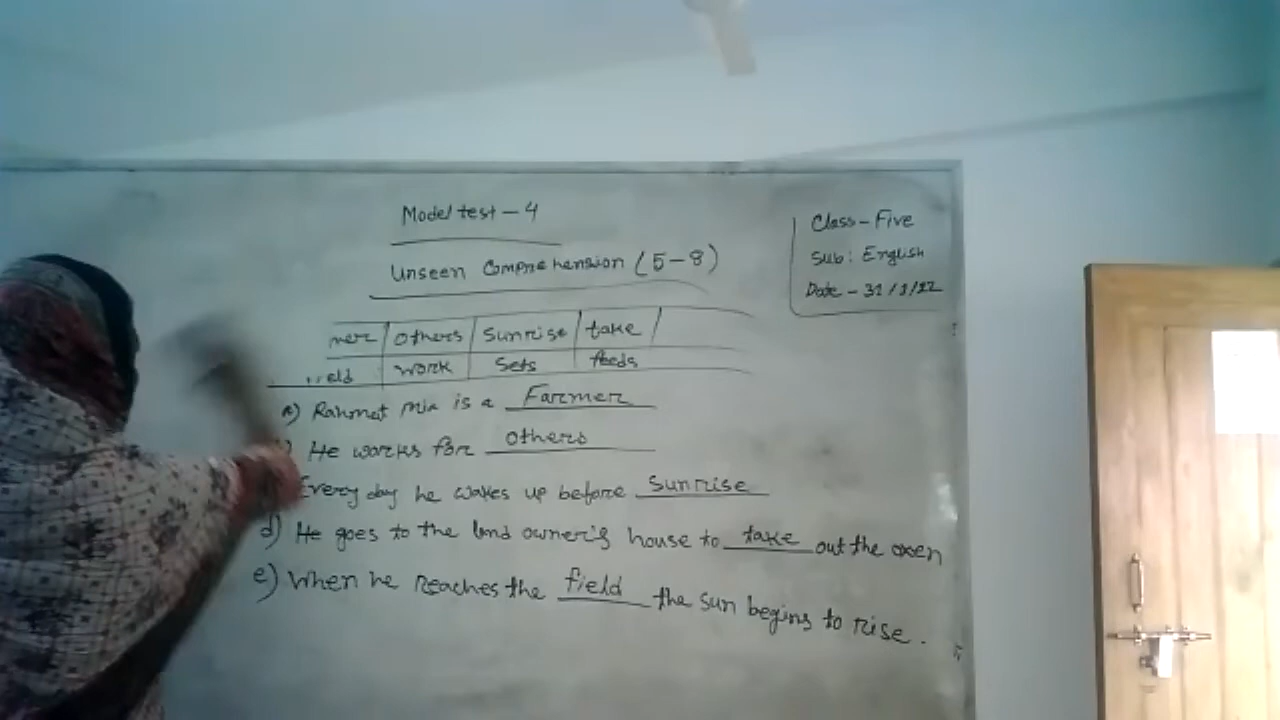 Model test - 4
Class - Five
Unseen Comprehension (5-8)
Sub: English
Date - 31/1/22
mer others Sunrise take
ield work Sets feeds
a) Rahmat mia is a Farmer
He works for others
Every day he wakes up before Sunrise
d) He goes to the land owner's house to take out the oxen
e) When he reaches the field the sun begins to rise.